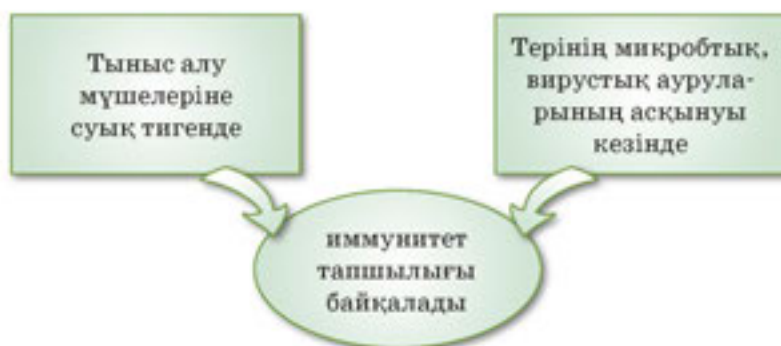 Тыныс алу
мүшелеріне
суық тигенде
Терінің микробтық,
вирустық аурула-
рының асқынуы
кезінде
иммунитет
тапшылығы
байқалады